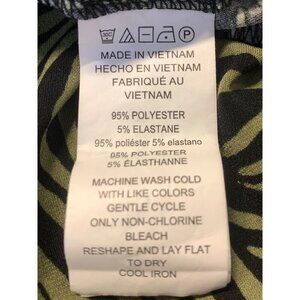 MADE IN VIETNAM
HECHO EN VIETNAM
FABRIQUÉ AU
VIETNAM
95% POLYESTER
5% ELASTANE
95% poliéster 5% elastano
95% POLYESTER
5% ÉLASTHANNE
MACHINE WASH COLD
WITH LIKE COLORS
GENTLE CYCLE
ONLY NON-CHLORINE
BLEACH
RESHAPE AND LAY FLAT
TO DRY
COOL IRON